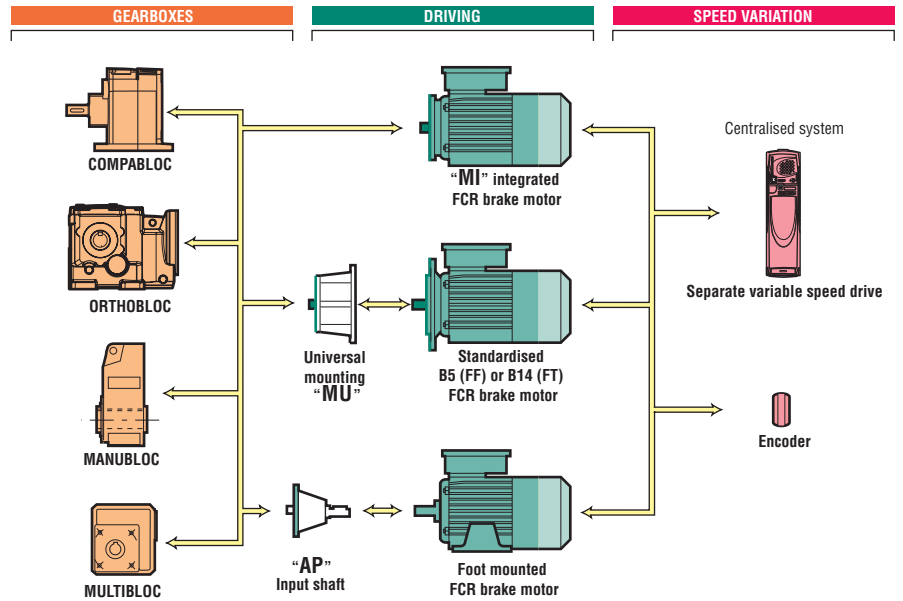 GEARBOXES
DRIVING
SPEED VARIATION
COMPABLOC
ORTHOBLOC
MANUBLOC
MULTIBLOC
Universal
mounting
“MU”
“AP”
Input shaft
“MI” integrated
FCR brake motor
Standardised
B5 (FF) or B14 (FT)
FCR brake motor
Foot mounted
FCR brake motor
Centralised system
Separate variable speed drive
Encoder